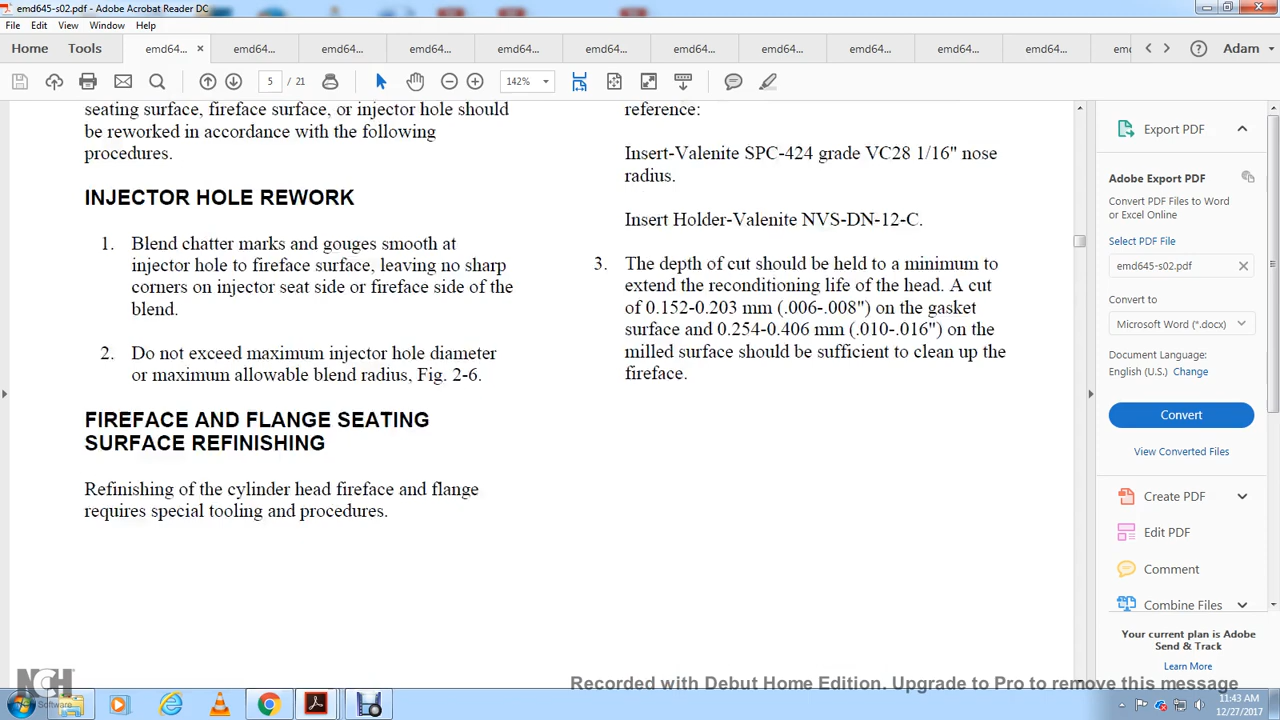 emd645-s02.pdf - Adobe Acrobat Reader DC
File Edit View Window Help
Home Tools emd64... emd64... emd64... emd64... emd64... emd64... emd64... emd64... emd64... emd64... emd64... emd Adam
5 / 21 142%
seating surface, fireface surface, or injector hole should
be reworked in accordance with the following
procedures.
INJECTOR HOLE REWORK
1. Blend chatter marks and gouges smooth at
injector hole to fireface surface, leaving no sharp
corners on injector seat side or fireface side of the
blend.
2. Do not exceed maximum injector hole diameter
or maximum allowable blend radius, Fig. 2-6.
FIREFACE AND FLANGE SEATING
SURFACE REFINISHING
Refinishing of the cylinder head fireface and flange
requires special tooling and procedures.
reference:
Insert-Valenite SPC-424 grade VC28 1/16" nose
radius.
Insert Holder-Valenite NVS-DN-12-C.
3. The depth of cut should be held to a minimum to
extend the reconditioning life of the head. A cut
of 0.152-0.203 mm (.006-.008") on the gasket
surface and 0.254-0.406 mm (.010-.016") on the
milled surface should be sufficient to clean up the
fireface.
Export PDF
Adobe Export PDF
Convert PDF Files to Word
or Excel Online
Select PDF File
emd645-s02.pdf
Convert to
Microsoft Word (*.docx)
Document Language:
English (U.S.) Change
Convert
View Converted Files
Create PDF
Edit PDF
Comment
Combine Files
Your current plan is Adobe
Send & Track
Learn More
NCH
Software
Recorded with Debut Home Edition. Upgrade to Pro to remove this message
11:43 AM
12/27/2017